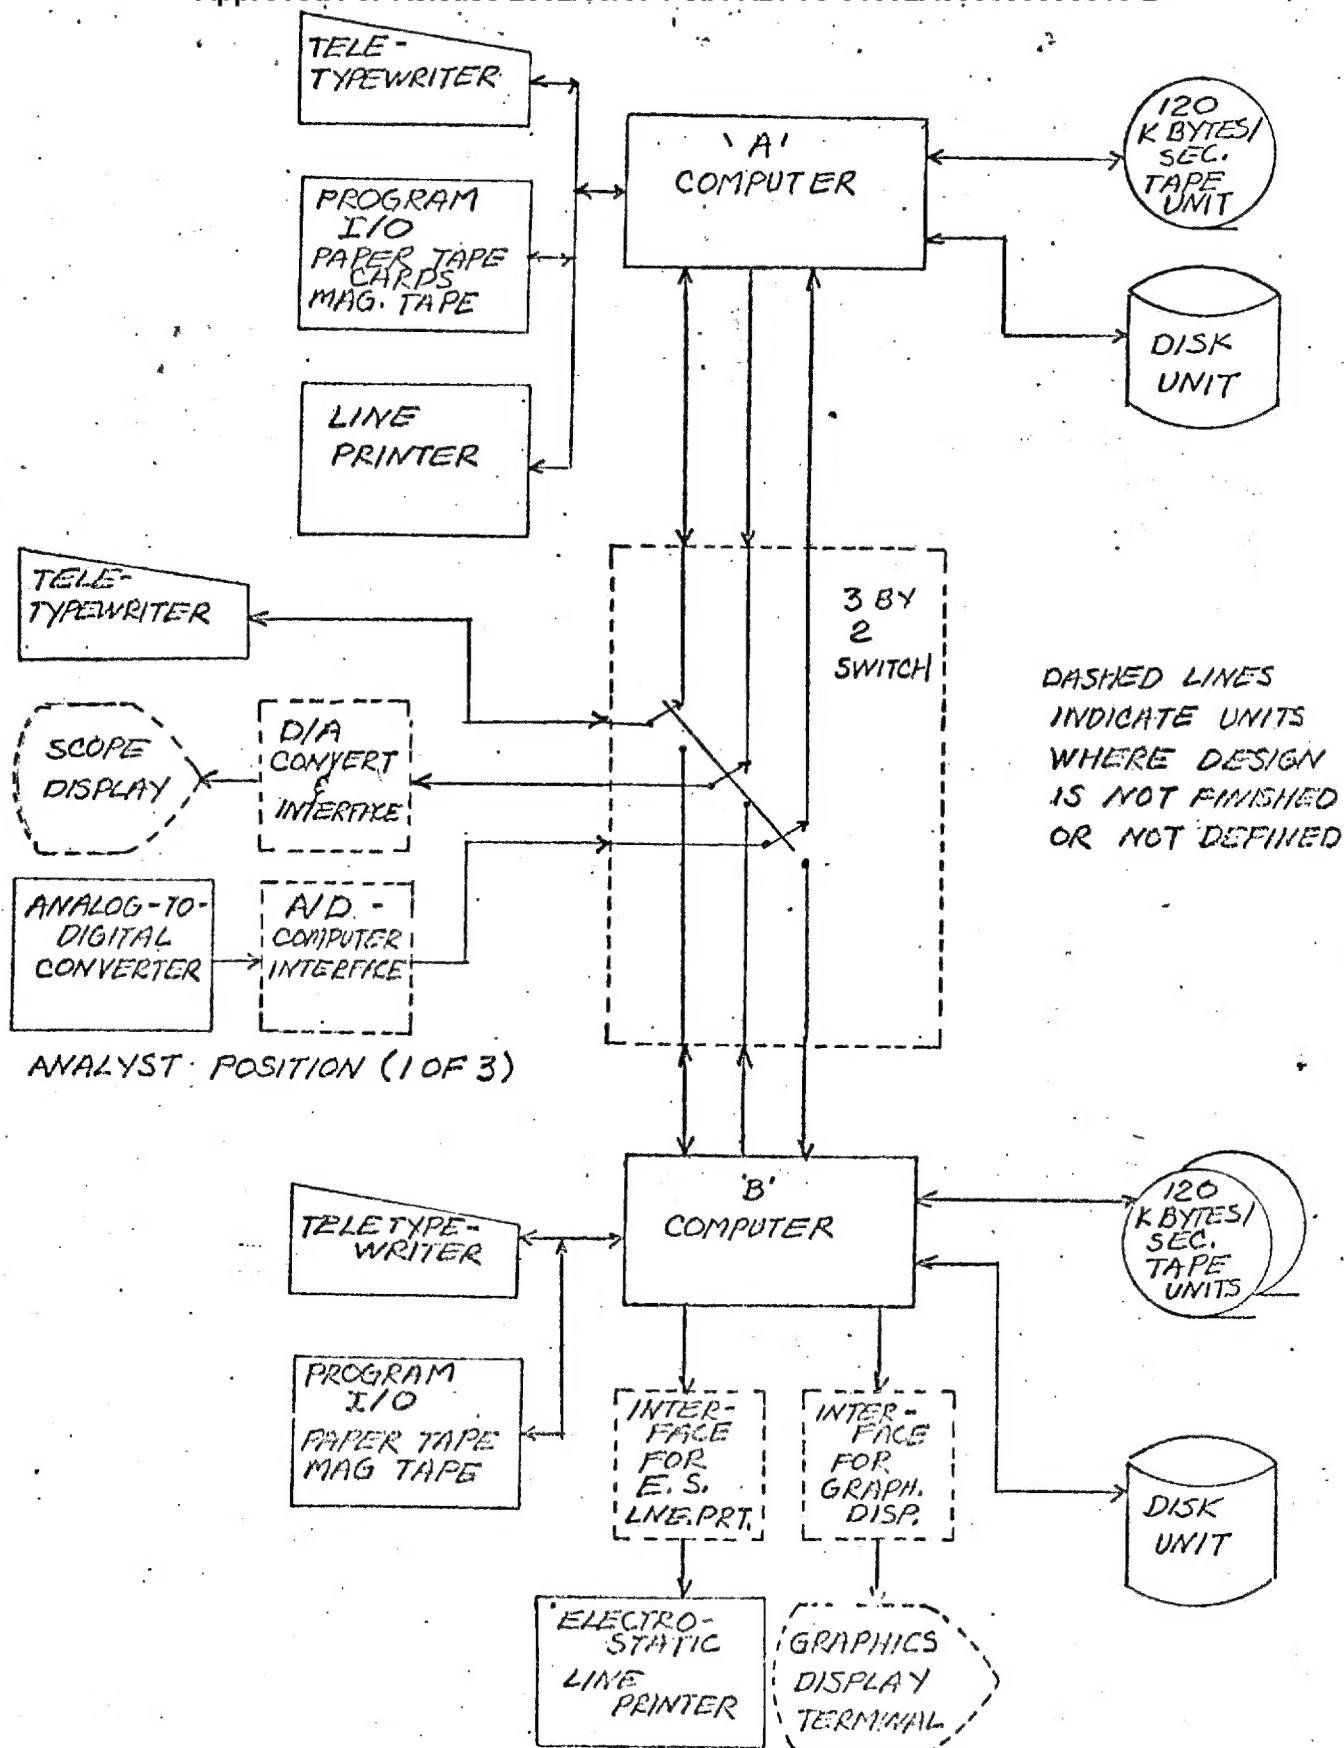 TELE-
TYPEWRITER
'A'
COMPUTER
120
K BYTES/
SEC.
TAPE
UNIT
PROGRAM
I/O
PAPER TAPE
CARDS
MAG. TAPE
DISK
UNIT
LINE
PRINTER
TELE-
TYPEWRITER
3 BY
2
SWITCH
DASHED LINES
INDICATE UNITS
WHERE DESIGN
IS NOT FINISHED
OR NOT DEFINED
SCOPE
DISPLAY
D/A
CONVERT
&
INTERFACE
ANALOG-TO-
DIGITAL
CONVERTER
A/D -
COMPUTER
INTERFACE
ANALYST POSITION (1 OF 3)
'B'
COMPUTER
TELETYPE-
WRITER
120
K BYTES/
SEC.
TAPE
UNITS
PROGRAM
I/O
PAPER TAPE
MAG TAPE
INTER-
FACE
FOR
E. S.
LNE. PRT.
INTER-
FACE
FOR
GRAPH.
DISP.
DISK
UNIT
ELECTRO-
STATIC
LINE
PRINTER
GRAPHICS
DISPLAY
TERMINAL